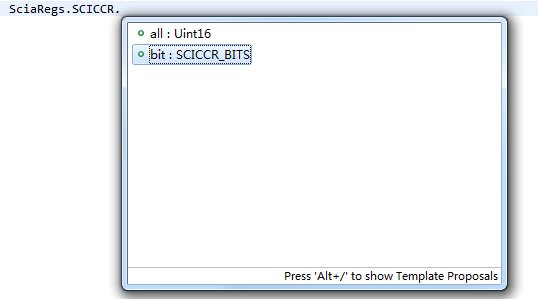 SciaRegs.SCICCR.
all : Uint16
bit : SCICCR_BITS
Press 'Alt+/' to show Template Proposals